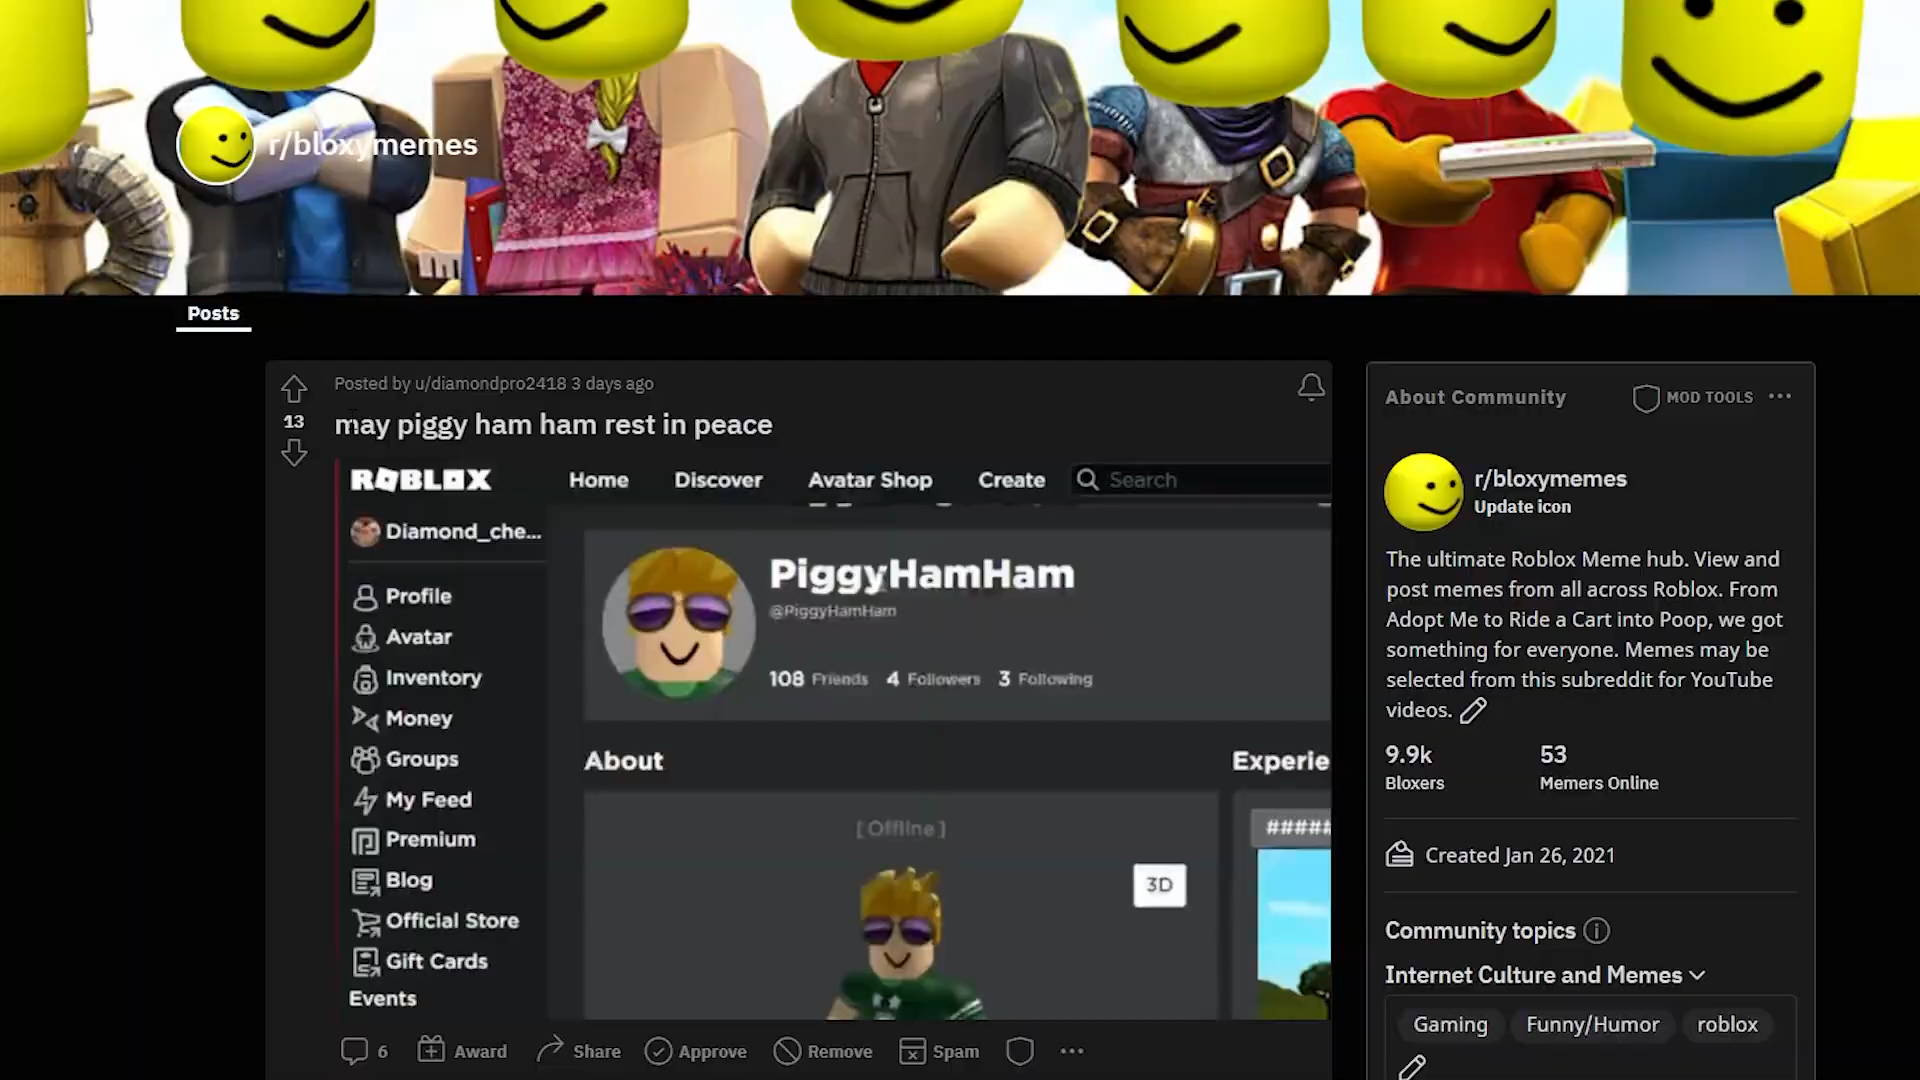 r/bloxymemes
Posts
Posted by u/diamondpro2418 3 days ago
13
may piggy ham ham rest in peace
ROBLOX
Home
Discover
Avatar Shop
Create
Search
Diamond_che...
Profile
Avatar
Inventory
Money
Groups
My Feed
Premium
Blog
Official Store
Gift Cards
Events
PiggyHamHam
@PiggyHamHam
108 Friends 4 Followers 3 Following
About
Experie
[ Offline ]
#####
3D
6
Award
Share
Approve
Remove
Spam
About Community
MOD TOOLS
r/bloxymemes
Update icon
The ultimate Roblox Meme hub. View and
post memes from all across Roblox. From
Adopt Me to Ride a Cart into Poop, we got
something for everyone. Memes may be
selected from this subreddit for YouTube
videos.
9.9k
Bloxers
53
Memers Online
Created Jan 26, 2021
Community topics
Internet Culture and Memes
Gaming
Funny/Humor
roblox